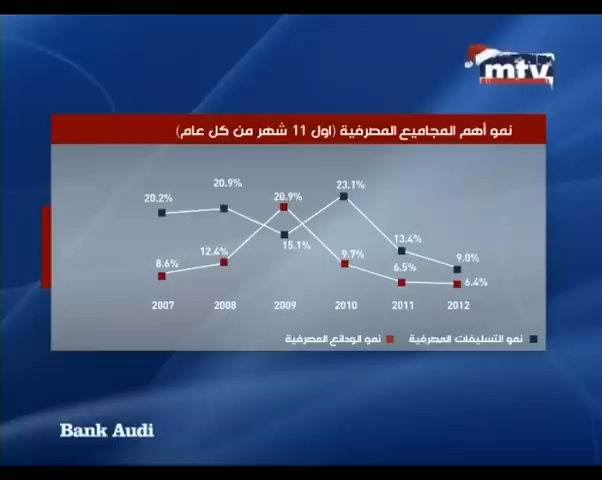 mtv
نمو أهم المجاميع المصرفية (اول 11 شهر من كل عام)
20.2% 20.9% 20.9% 23.1%
15.1% 13.4%
8.6% 12.4% 9.7% 6.5% 9.0%
6.4%
2007 2008 2009 2010 2011 2012
نمو التسليفات المصرفية نمو الودائع المصرفية
Bank Audi